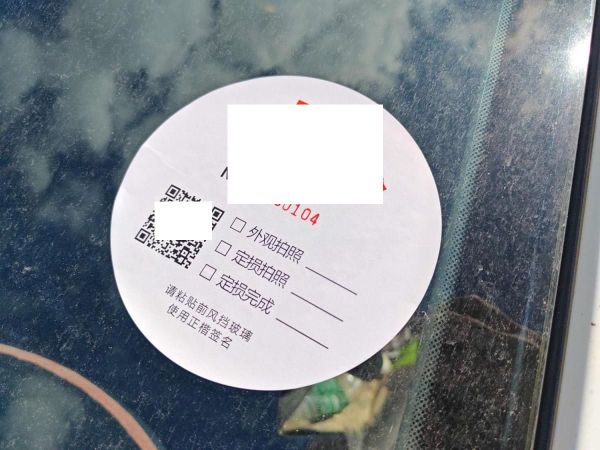 0104
外观拍照
定损拍照
定损完成
请粘贴前风挡玻璃
使用正楷签名